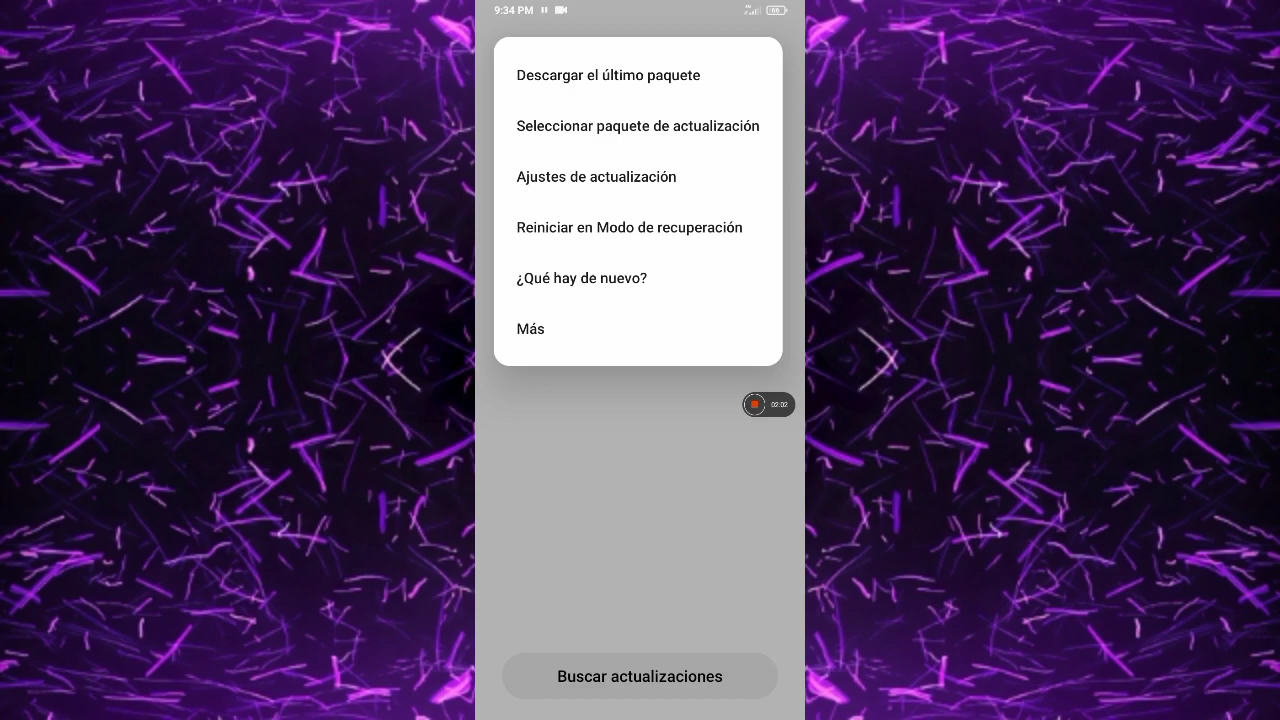 9:34 PM
66
Descargar el último paquete
Seleccionar paquete de actualización
Ajustes de actualización
Reiniciar en Modo de recuperación
¿Qué hay de nuevo?
Más
02:02
Buscar actualizaciones